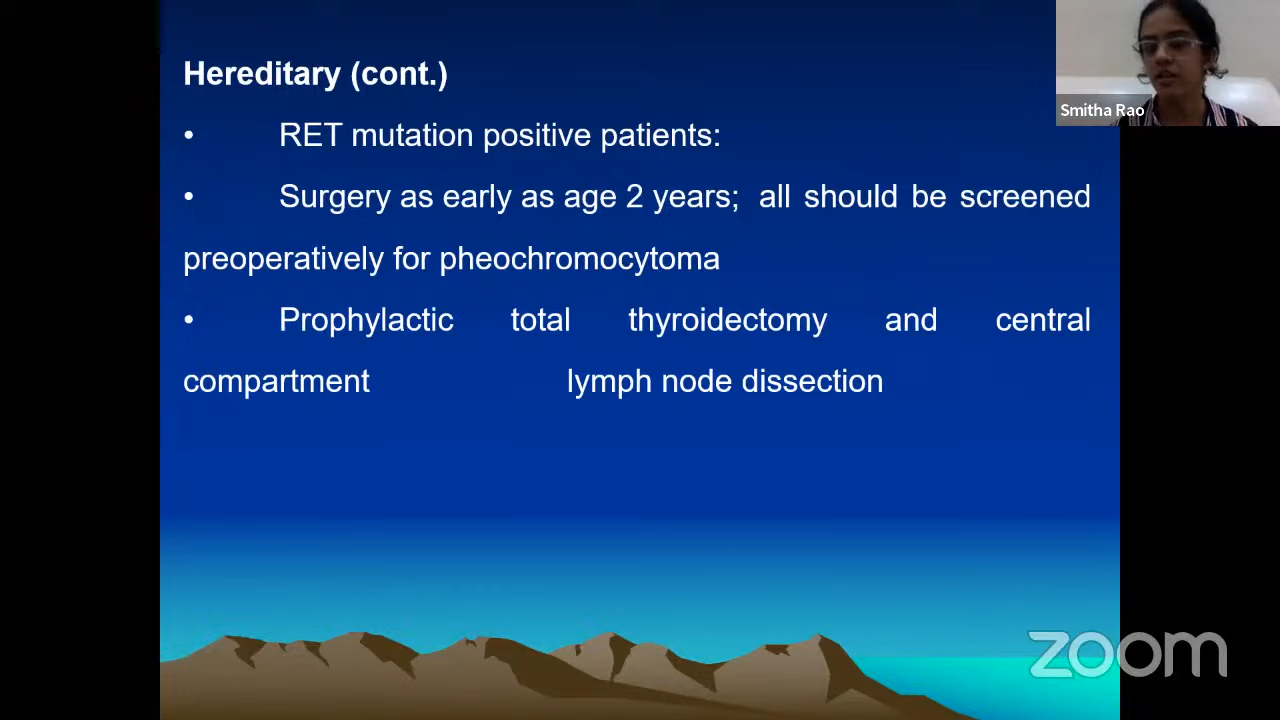 Hereditary (cont.)
• RET mutation positive patients:
• Surgery as early as age 2 years; all should be screened
preoperatively for pheochromocytoma
• Prophylactic total thyroidectomy and central
compartment lymph node dissection
Smitha Rao
zoom